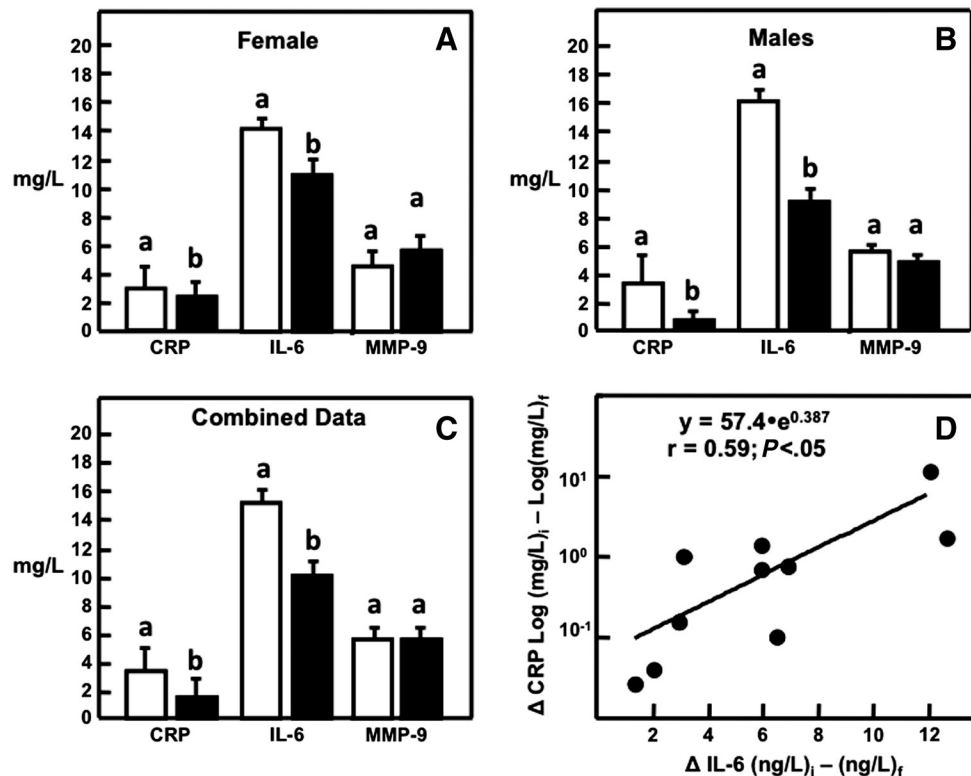 Female
A
20
18
16
14
12
10
8
6
4
2
0
mg/L
a
b
a
b
a
a
CRP
IL-6
MMP-9
Males
B
20
18
16
14
12
10
8
6
4
2
0
mg/L
a
b
a
b
a
a
CRP
IL-6
MMP-9
Combined Data
C
20
18
16
14
12
10
8
6
4
2
0
mg/L
a
b
a
b
a
a
CRP
IL-6
MMP-9
D
y = 57.4•e^0.387
r = 0.59; P<.05
Δ CRP Log (mg/L)i – Log(mg/L)f
10^1
10^0
10^-1
2 4 6 8 10 12
Δ IL-6 (ng/L)i – (ng/L)f